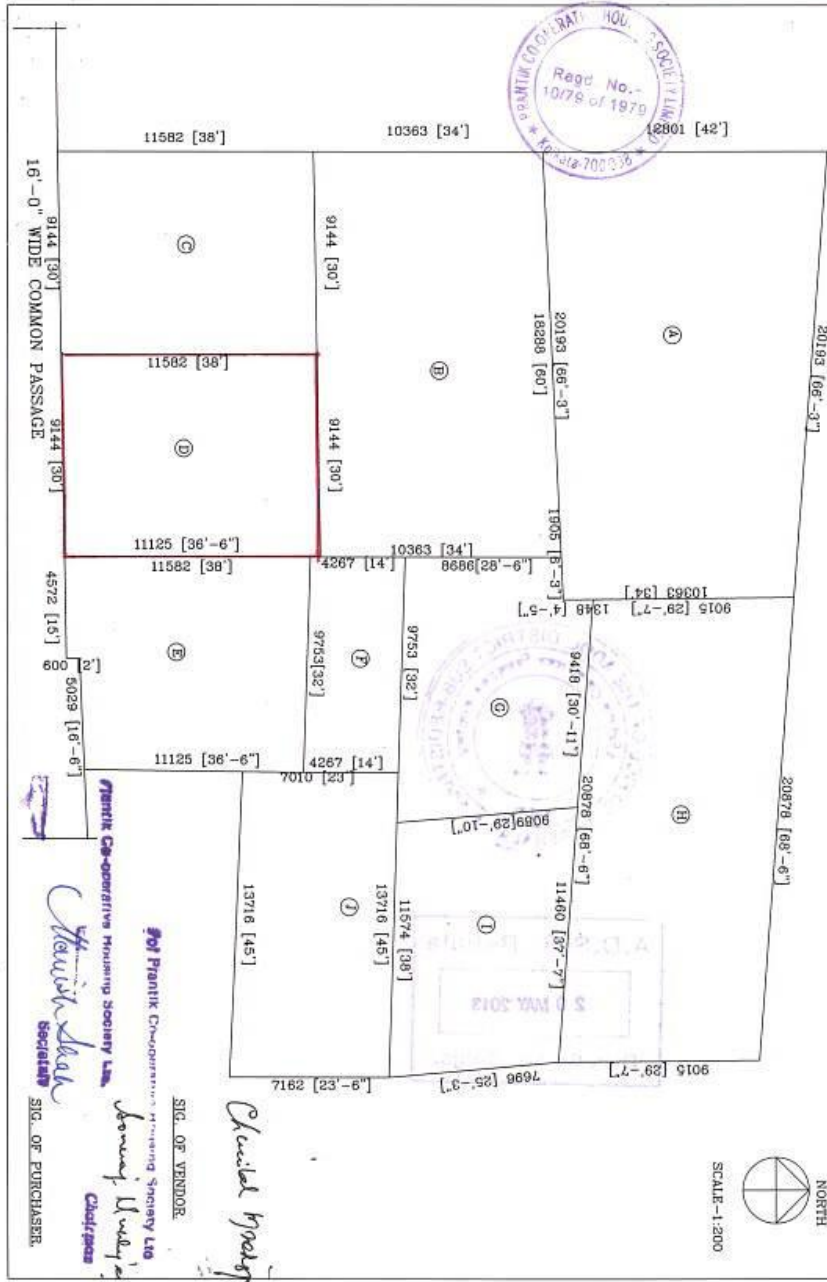 PRANTIK CO-OPERATIVE HOUSING SOCIETY LIMITED
Regd. No.-
10/79 of 1979
12801 [42']
10363 [34']
11582 [38']
20193 [66'-3"]
A
20193 [66'-3"]
18288 [60']
1905 [6'-3"]
B
9144 [30']
9144 [30']
C
9144 [30']
11582 [38']
D
9144 [30']
16'-0" WIDE COMMON PASSAGE
11125 [36'-6"]
11582 [38']
10363 [34']
4267 [14']
8686[28'-6"]
10363 [34']
9015 [29'-7"]
1348 [4'-5"]
4572 [15']
600 [2']
5029 [16'-6"]
E
9753[32']
F
9753 [32']
G
9418 [30'-11"]
20878 [68'-6"]
H
20878 [68'-6"]
11125 [36'-6"]
4267 [14']
7010 [23']
9089[29'-10"]
13716 [45']
J
13716 [45']
11574 [38']
I
11460 [37'-7"]
20 MAY 2013
7162 [23'-6"]
7696 [25'-3"]
9015 [29'-7"]
NORTH
SCALE-1:200
SIG. OF VENDOR
For Prantik Co-operative Housing Society Ltd
Chairman
Prantik Co-operative Housing Society Ltd.
Manish Shah
Secretary
SIG. OF PURCHASER.